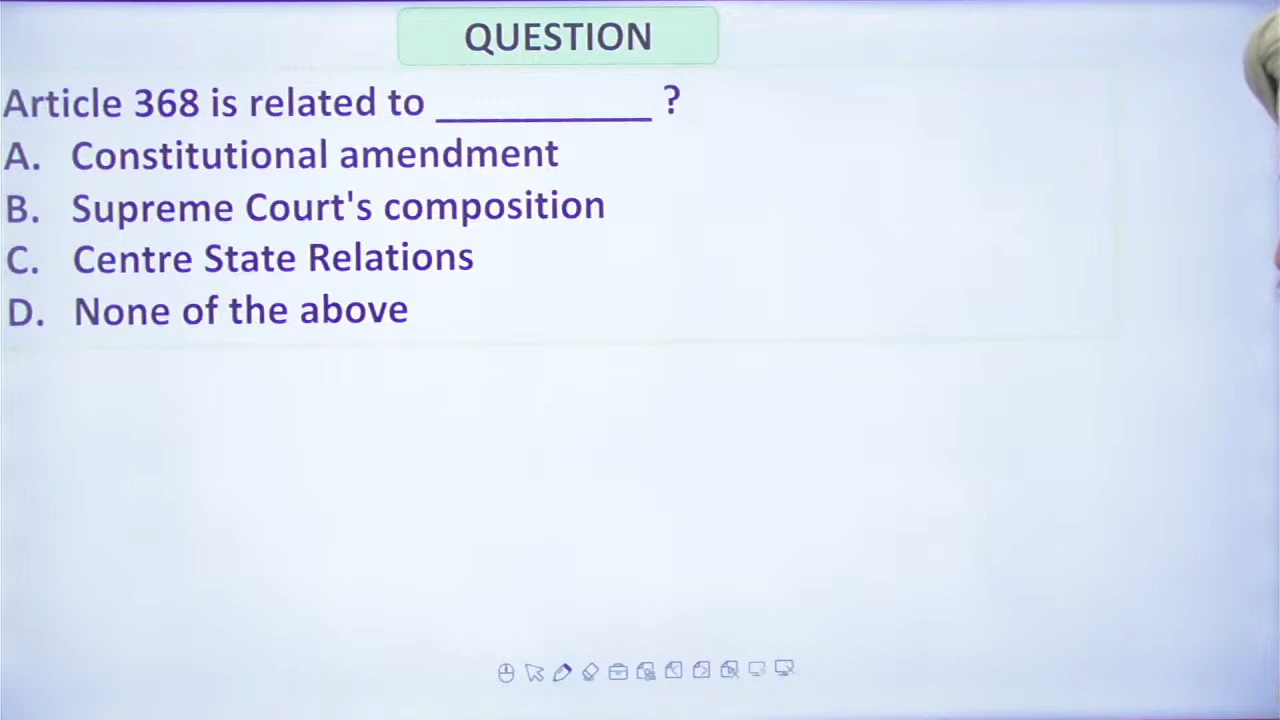 QUESTION
Article 368 is related to __________ ?
A. Constitutional amendment
B. Supreme Court's composition
C. Centre State Relations
D. None of the above